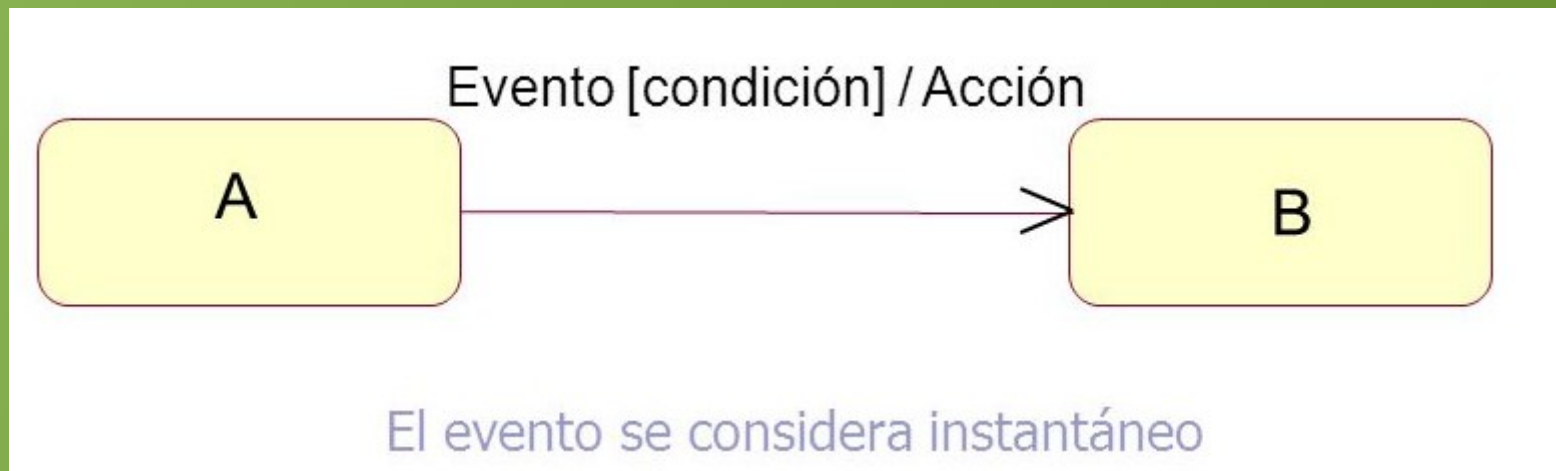 Evento [condición] / Acción
A
B
El evento se considera instantáneo